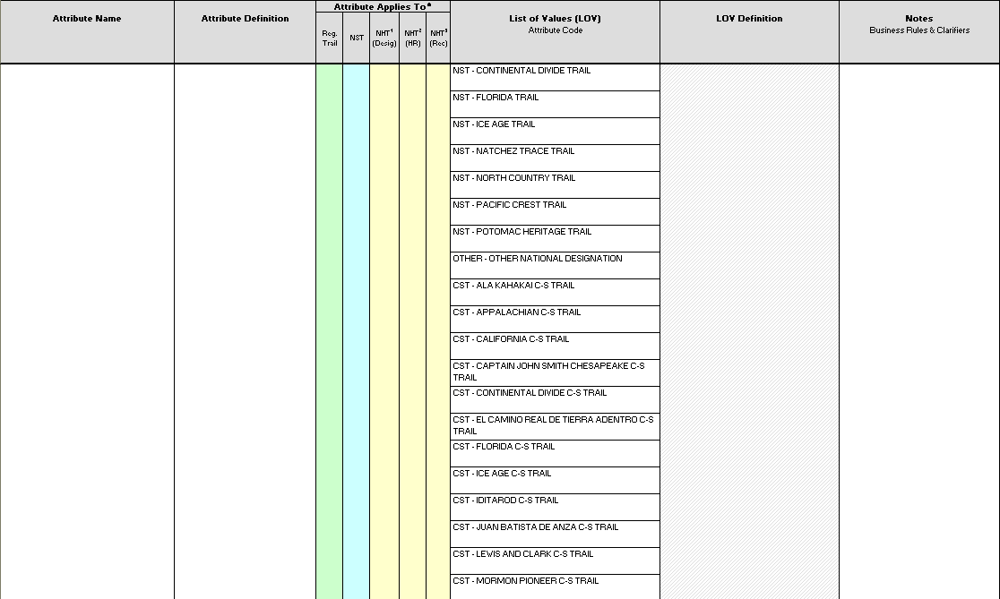 Attribute Name
Attribute Definition
Attribute Applies To*
Reg. Trail
NST
NHT¹ (Desig)
NHT² (HR)
NHT³ (Rec)
List of Values (LOV)
Attribute Code
LOV Definition
Notes
Business Rules & Clarifiers
NST - CONTINENTAL DIVIDE TRAIL
NST - FLORIDA TRAIL
NST - ICE AGE TRAIL
NST - NATCHEZ TRACE TRAIL
NST - NORTH COUNTRY TRAIL
NST - PACIFIC CREST TRAIL
NST - POTOMAC HERITAGE TRAIL
OTHER - OTHER NATIONAL DESIGNATION
CST - ALA KAHAKAI C-S TRAIL
CST - APPALACHIAN C-S TRAIL
CST - CALIFORNIA C-S TRAIL
CST - CAPTAIN JOHN SMITH CHESAPEAKE C-S
TRAIL
CST - CONTINENTAL DIVIDE C-S TRAIL
CST - EL CAMINO REAL DE TIERRA ADENTRO C-S
TRAIL
CST - FLORIDA C-S TRAIL
CST - ICE AGE C-S TRAIL
CST - IDITAROD C-S TRAIL
CST - JUAN BATISTA DE ANZA C-S TRAIL
CST - LEWIS AND CLARK C-S TRAIL
CST - MORMON PIONEER C-S TRAIL